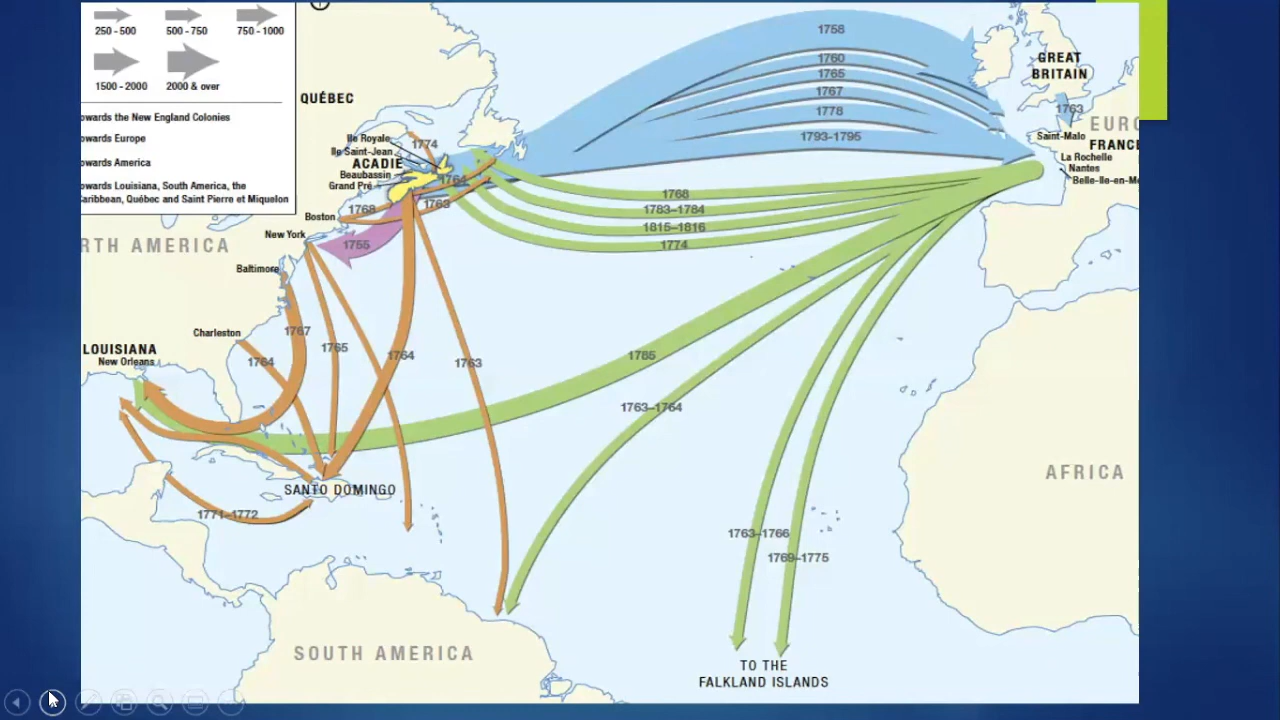 250 - 500
500 - 750
750 - 1000
1500 - 2000
2000 & over
owards the New England Colonies
owards Europe
owards America
owards Louisiana, South America, the
Caribbean, Québec and Saint Pierre et Miquelon
QUÉBEC
Ile Royale
Ile Saint-Jean
ACADIE
Beaubassin
Grand Pré
1774
1764
1768
1763
Boston
New York
1755
RTH AMERICA
Baltimore
Charleston
1767
1765
1764
1764
1763
LOUISIANA
New Orleans
SANTO DOMINGO
1771–1772
1758
1760
1765
1767
1778
1793-1795
GREAT
BRITAIN
1763
EURO
Saint-Malo
FRANCE
La Rochelle
Nantes
Belle-Ile-en-Me
1768
1783–1784
1815–1816
1774
1785
1763–1764
1763–1766
1769–1775
AFRICA
SOUTH AMERICA
TO THE
FALKLAND ISLANDS